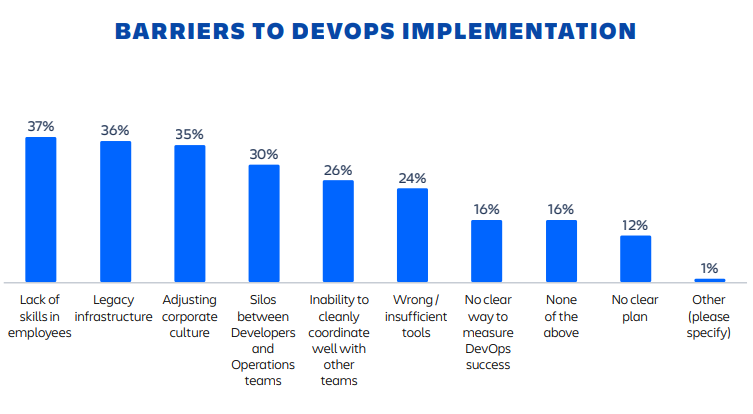 BARRIERS TO DEVOPS IMPLEMENTATION
37%
36%
35%
30%
26%
24%
16%
16%
12%
1%
Lack of
skills in
employees
Legacy
infrastructure
Adjusting
corporate
culture
Silos
between
Developers
and
Operations
teams
Inability to
cleanly
coordinate
well with
other
teams
Wrong /
insufficient
tools
No clear
way to
measure
DevOps
success
None
of the
above
No clear
plan
Other
(please
specify)